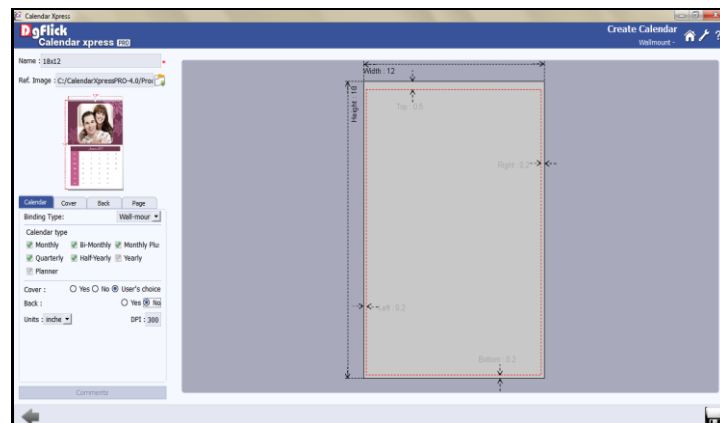 Calendar Xpress
DgFlick
Calendar xpress PRO
Create Calendar
Wallmount -
?
Name : 18x12
Ref. Image : C:/CalendarXpressPRO-4.0/Pro
Calendar Cover Back Page
Binding Type: Wall-mour
Calendar type
Monthly Bi-Monthly Monthly Plu
Quarterly Half-Yearly Yearly
Planner
Cover : Yes No User's choice
Back : Yes No
Units : inche DPI : 300
Comments
Width : 12
Height : 18
Top : 0.6
Right : 0.2
Left : 0.2
Bottom : 0.2